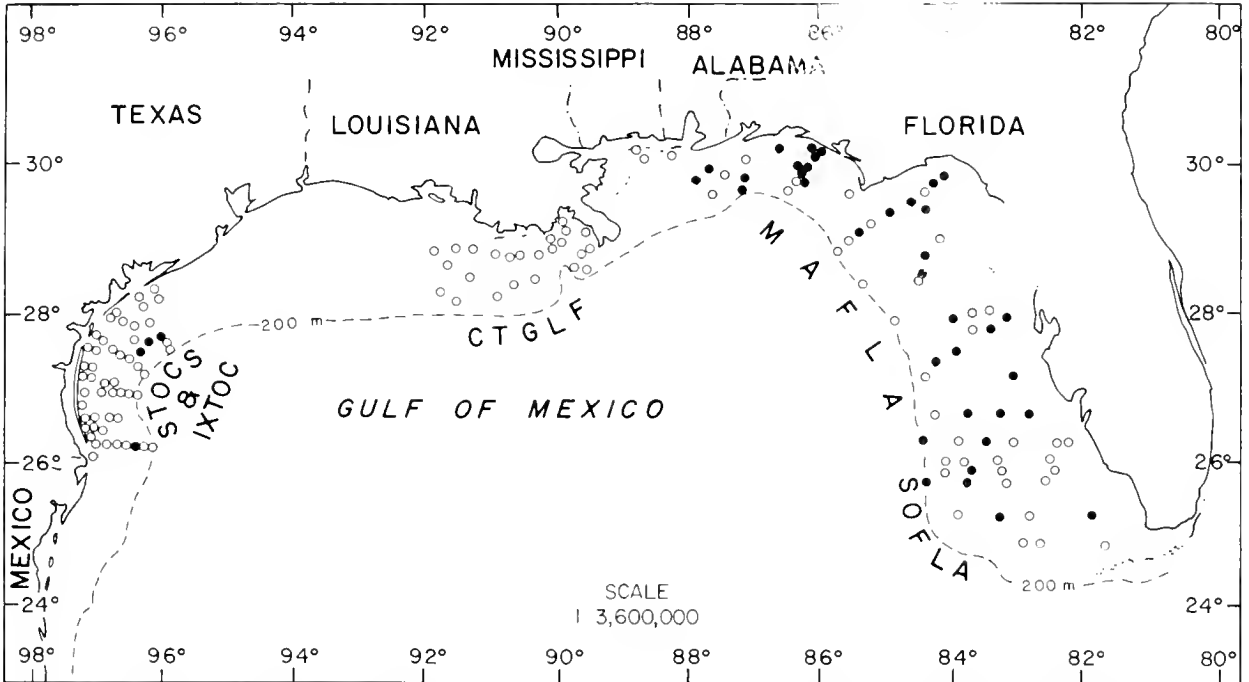 98° 96° 94° 92° 90° 88° 86° 82° 80°
MISSISSIPPI ALABAMA
TEXAS LOUISIANA FLORIDA
30° 30°
MAFLA
28° 28°
200 m
CTGLF
STOCS
&
IXTOC
GULF OF MEXICO
26° 26°
SOFLA
MEXICO
200 m
24° 24°
SCALE
1 3,600,000
98° 96° 94° 92° 90° 88° 86° 82° 80°